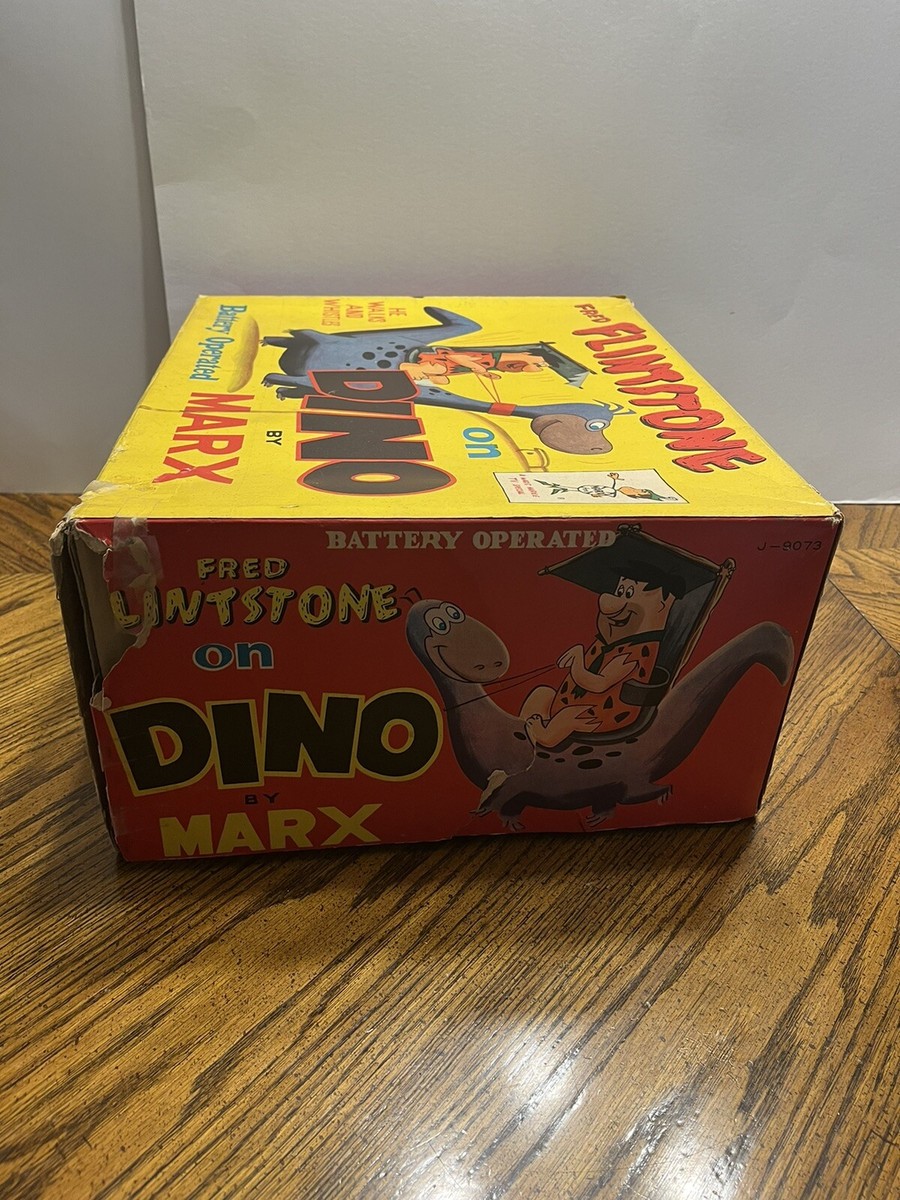 FRED
FLINTSTONE
on
DINO
BY
MARX
HE
WALKS
AND
WHISTLES
Battery Operated
BATTERY OPERATED
J-8073
FRED
LINTSTONE
on
DINO
BY
MARX